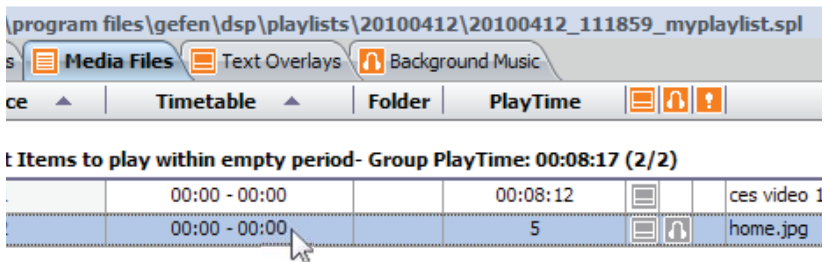 \program files\gefen\dsp\playlists\20100412\20100412_111859_myplaylist.spl
s Media Files Text Overlays Background Music
ce Timetable Folder PlayTime
t Items to play within empty period- Group PlayTime: 00:08:17 (2/2)
00:00 - 00:00 00:08:12 ces video 1
2 00:00 - 00:00 5 home.jpg